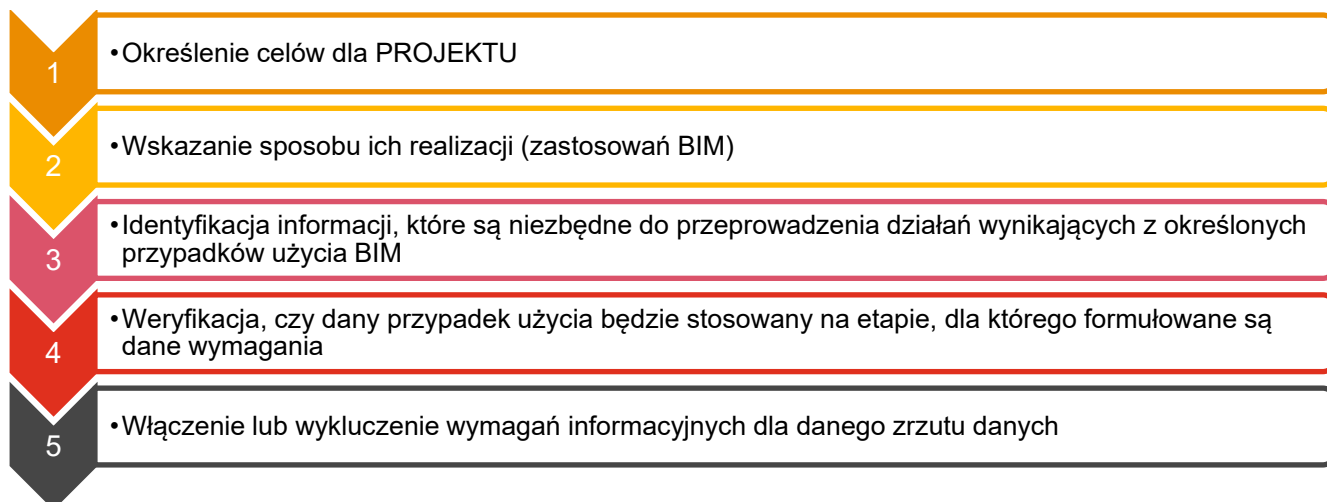 1
•Określenie celów dla PROJEKTU
2
•Wskazanie sposobu ich realizacji (zastosowań BIM)
3
•Identyfikacja informacji, które są niezbędne do przeprowadzenia działań wynikających z określonych
przypadków użycia BIM
4
•Weryfikacja, czy dany przypadek użycia będzie stosowany na etapie, dla którego formułowane są
dane wymagania
5
•Włączenie lub wykluczenie wymagań informacyjnych dla danego zrzutu danych